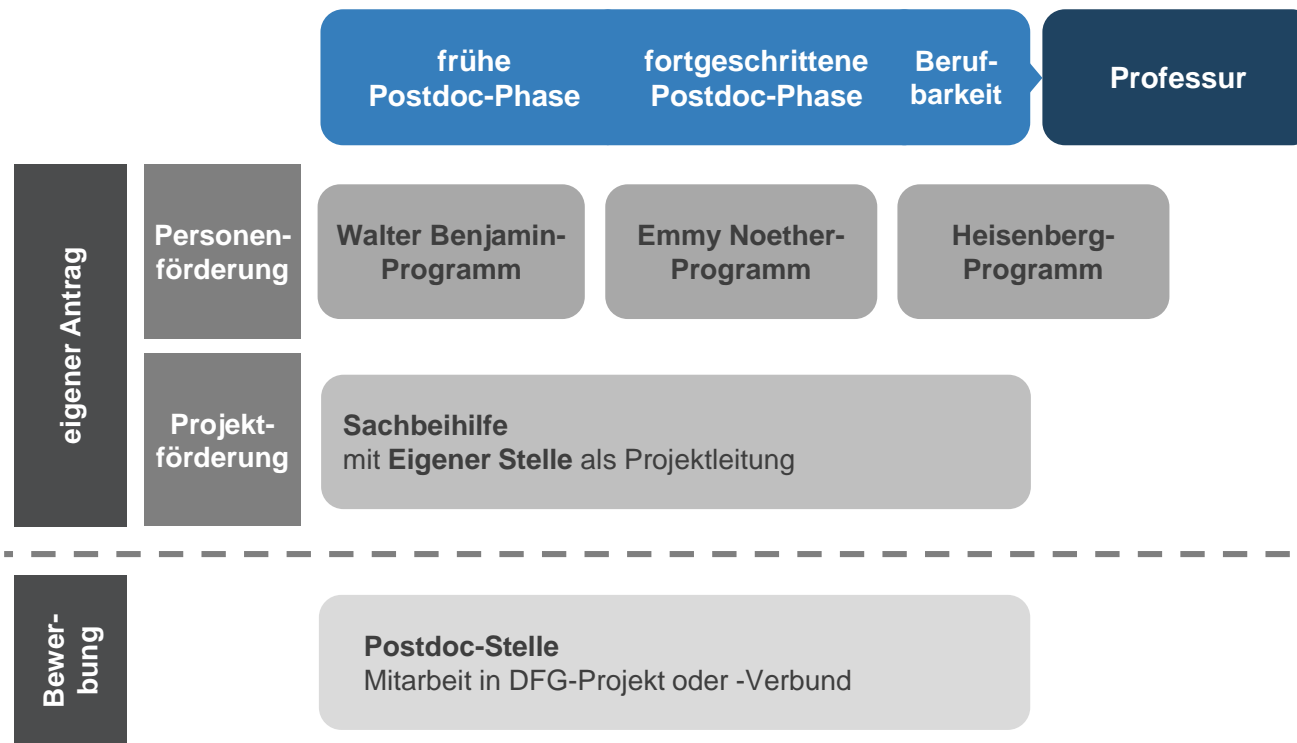 frühe
Postdoc-Phase
fortgeschrittene
Postdoc-Phase
Beruf-
barkeit
Professur
eigener Antrag
Personen-
förderung
Walter Benjamin-
Programm
Emmy Noether-
Programm
Heisenberg-
Programm
Projekt-
förderung
Sachbeihilfe
mit Eigener Stelle als Projektleitung
Bewer-
bung
Postdoc-Stelle
Mitarbeit in DFG-Projekt oder -Verbund